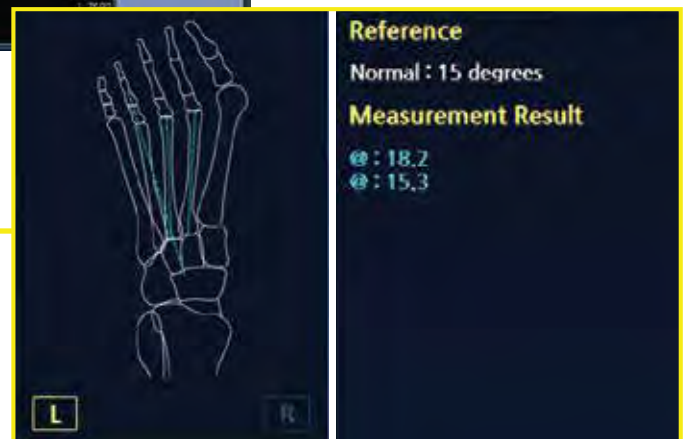 Reference
Normal : 15 degrees
Measurement Result
@ : 18.2
@ : 15.3
L
R